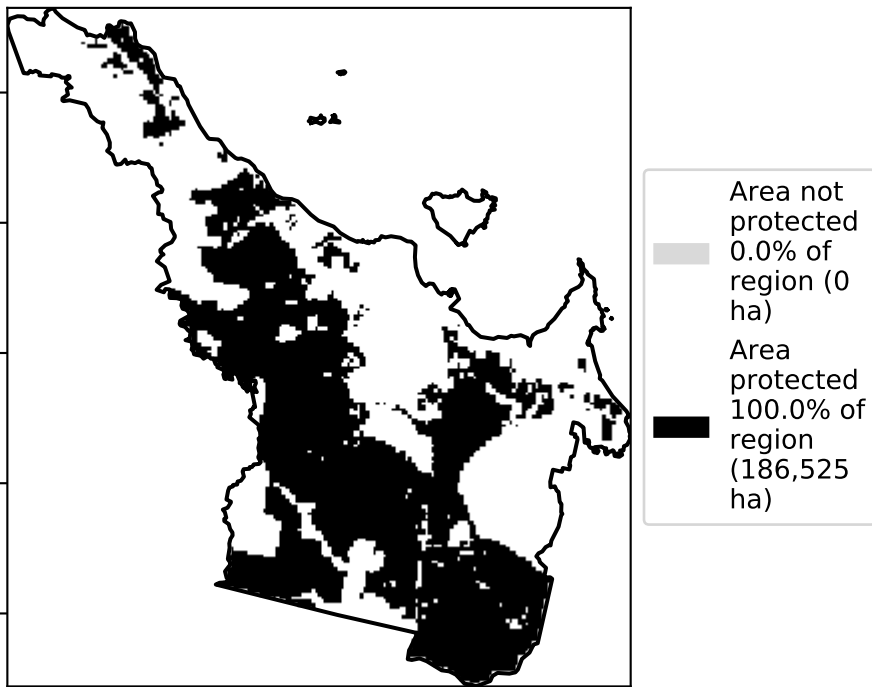 Area not
protected
0.0% of
region (0
ha)
Area
protected
100.0% of
region
(186,525
ha)